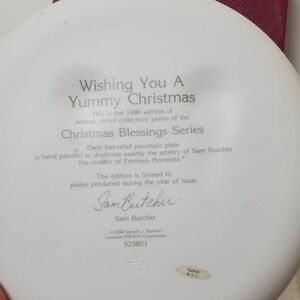 Wishing You A
Yummy Christmas
This is the 1990 edition of
annual, dated collectors' plates of the
Christmas Blessings Series
Each bas-relief porcelain plate
is hand painted to duplicate exactly the artistry of Sam Butcher
the creator of Precious Moments.
The edition is limited to
plates produced during the year of issue.
Sam Butcher
Sam Butcher
Samuel J. Butcher
Licensee ENESCO Corporation
523801